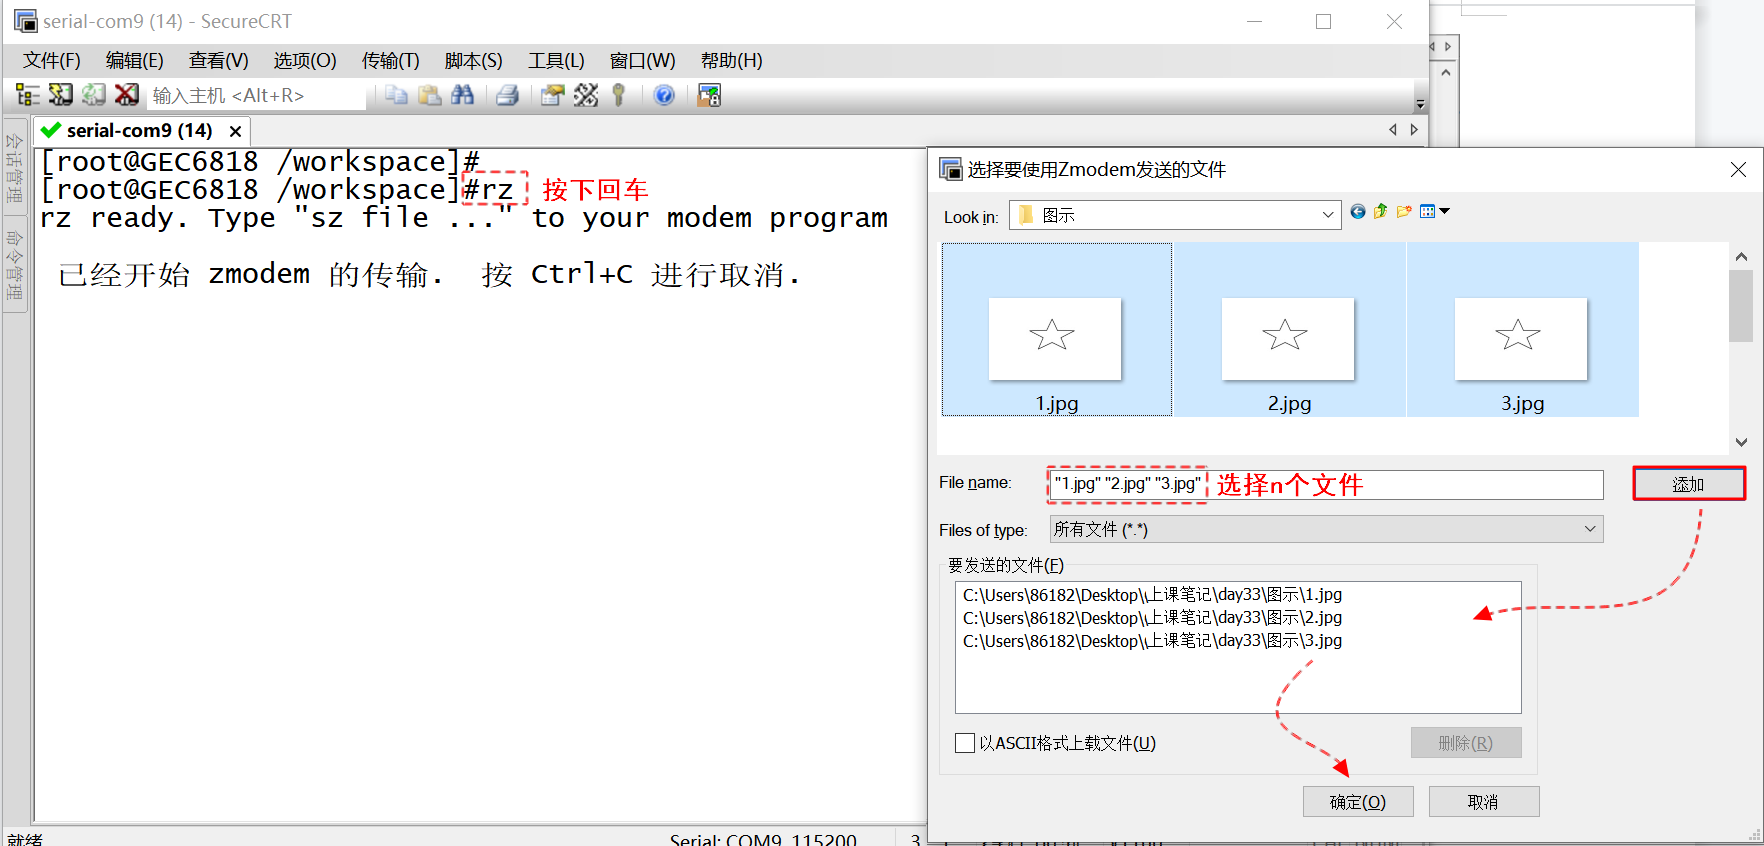 serial-com9 (14) - SecureCRT
文件(F) 编辑(E) 查看(V) 选项(O) 传输(T) 脚本(S) 工具(L) 窗口(W) 帮助(H)
输入主机 <Alt+R>
serial-com9 (14)
会话管理
命令管理
[root@GEC6818 /workspace]#
[root@GEC6818 /workspace]#rz 按下回车
rz ready. Type "sz file ..." to your modem program
已经开始 zmodem 的传输. 按 Ctrl+C 进行取消.
就绪
Serial: COM9, 115200
3
选择要使用Zmodem发送的文件
Look in: 图示
1.jpg 2.jpg 3.jpg
File name: "1.jpg" "2.jpg" "3.jpg" 选择n个文件 添加
Files of type: 所有文件 (*.*)
要发送的文件(F)
C:\Users\86182\Desktop\\上课笔记\day33\图示\1.jpg
C:\Users\86182\Desktop\\上课笔记\day33\图示\2.jpg
C:\Users\86182\Desktop\\上课笔记\day33\图示\3.jpg
以ASCII格式上载文件(U) 删除(R)
确定(O) 取消